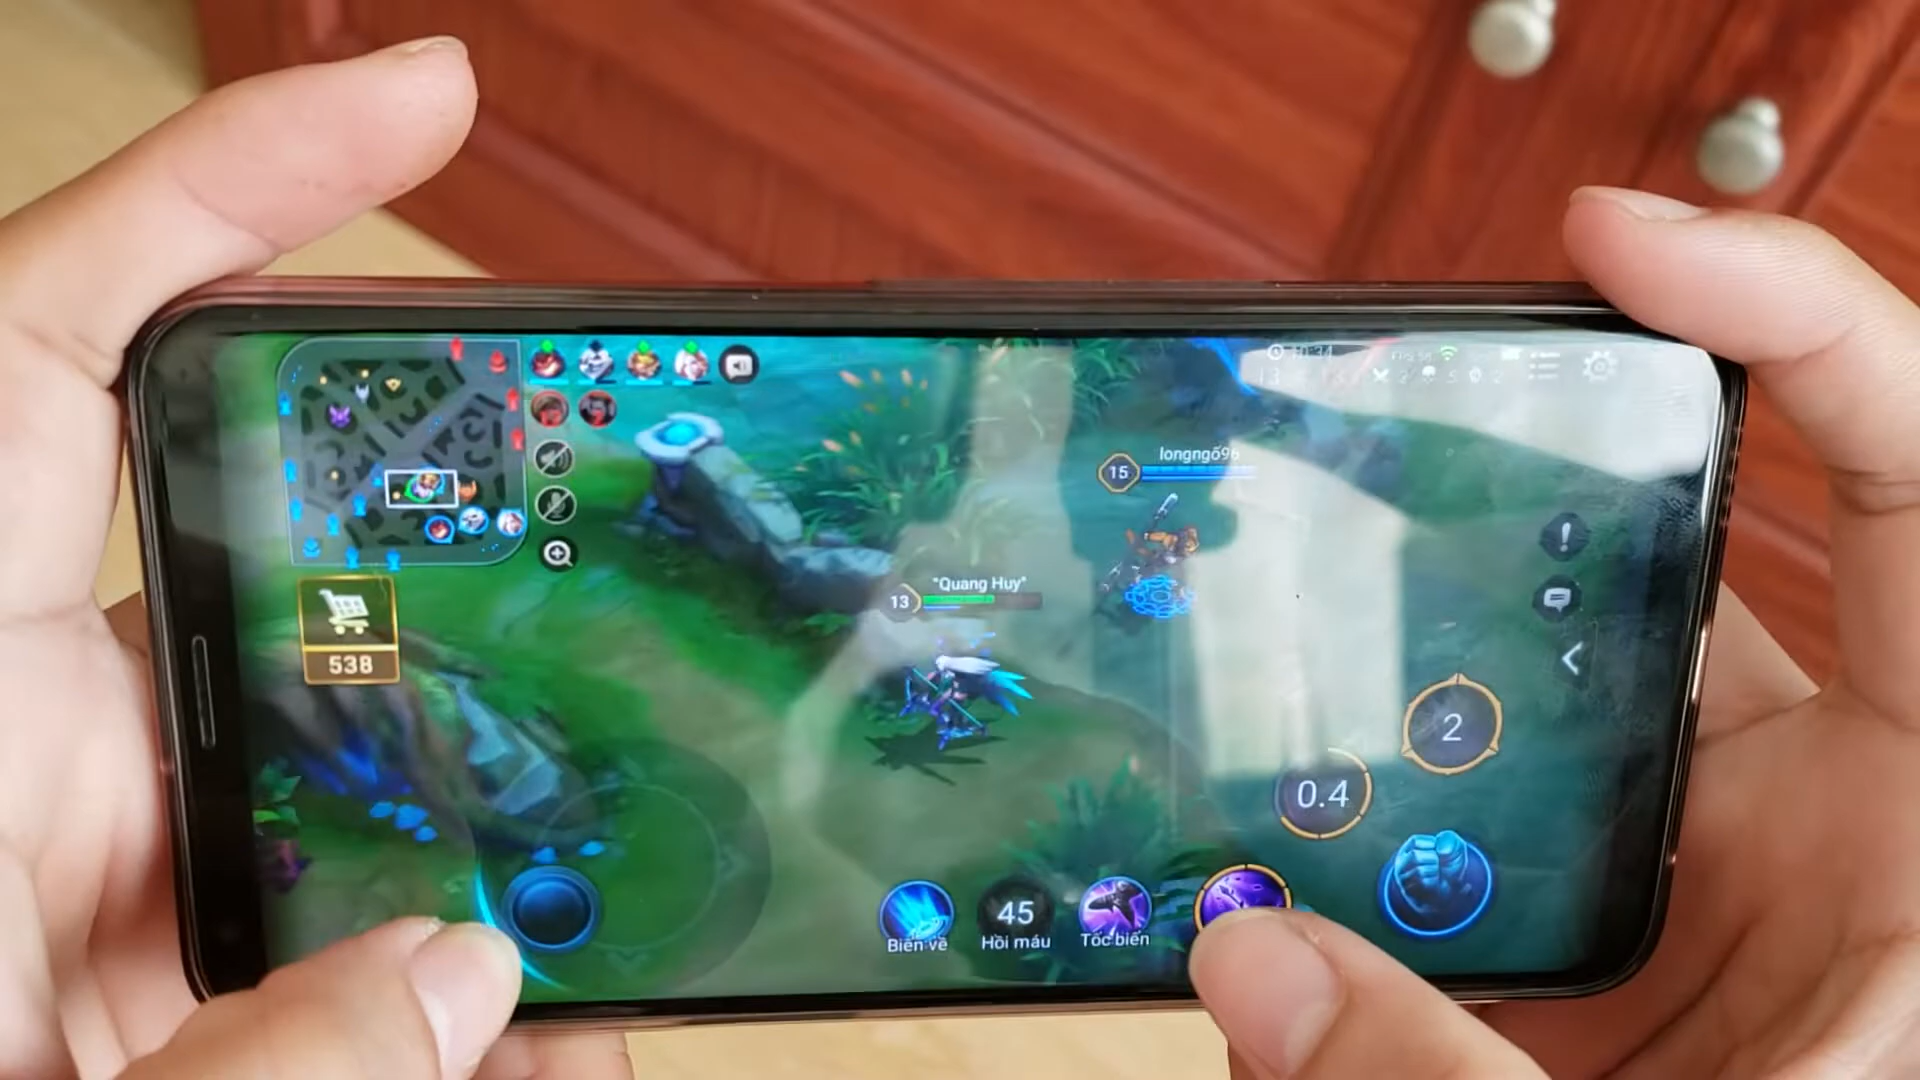 longngố96
15
"Quang Huy"
13
538
2
0.4
45
Biến về
Hồi máu
Tốc biến